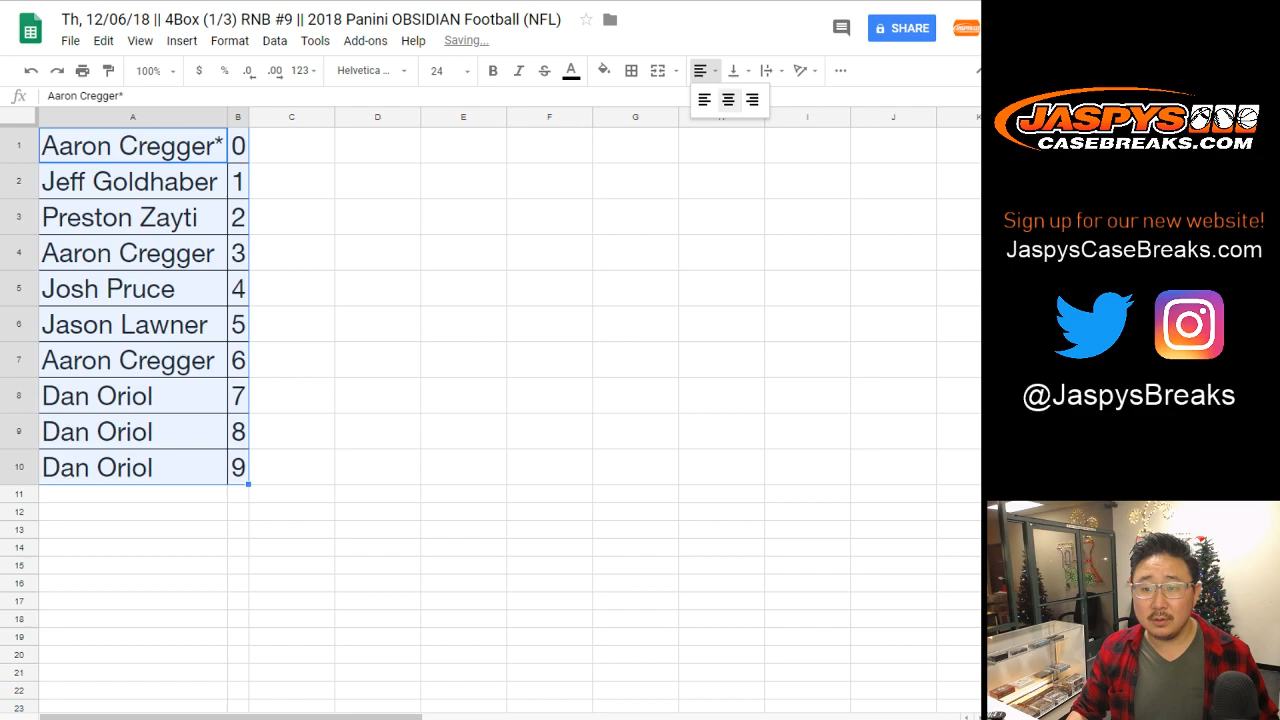 Th, 12/06/18 || 4Box (1/3) RNB #9 || 2018 Panini OBSIDIAN Football (NFL)
File Edit View Insert Format Data Tools Add-ons Help Saving...
SHARE
100% $ % .0 .00 123 Helvetica ... 24 B I S A
fx Aaron Cregger*
A B C D E F G I J K
1 Aaron Cregger* 0
2 Jeff Goldhaber 1
3 Preston Zayti 2
4 Aaron Cregger 3
5 Josh Pruce 4
6 Jason Lawner 5
7 Aaron Cregger 6
8 Dan Oriol 7
9 Dan Oriol 8
10 Dan Oriol 9
11
12
13
14
15
16
17
18
19
20
21
22
23
JASPYS
CASEBREAKS.COM
Sign up for our new website!
JaspysCaseBreaks.com
@JaspysBreaks